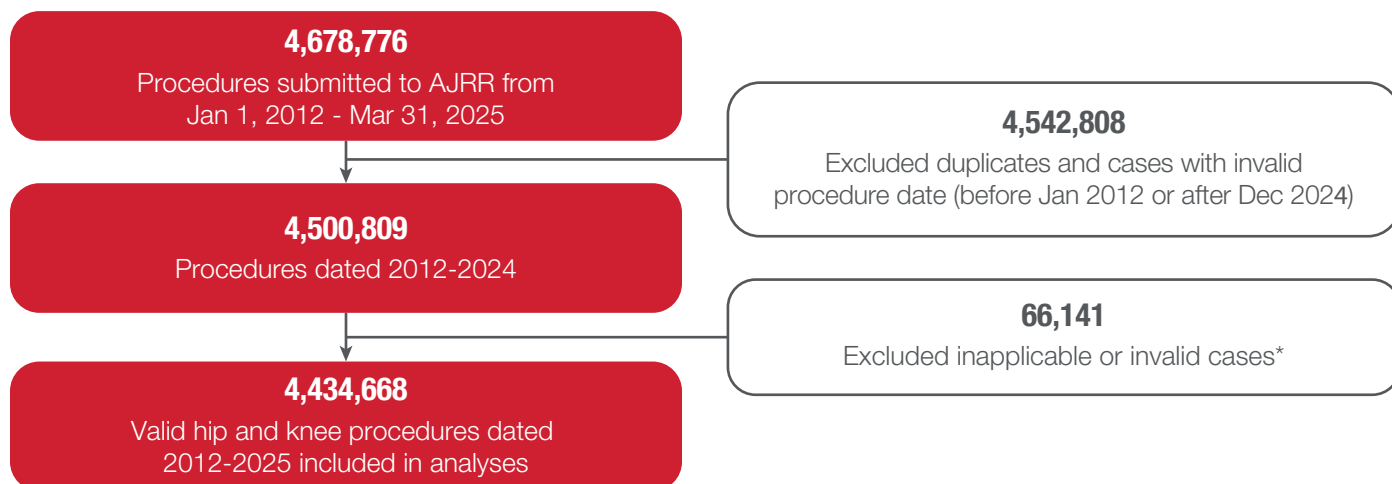 4,678,776
Procedures submitted to AJRR from
Jan 1, 2012 - Mar 31, 2025
4,542,808
Excluded duplicates and cases with invalid
procedure date (before Jan 2012 or after Dec 2024)
4,500,809
Procedures dated 2012-2024
66,141
Excluded inapplicable or invalid cases*
4,434,668
Valid hip and knee procedures dated
2012-2025 included in analyses